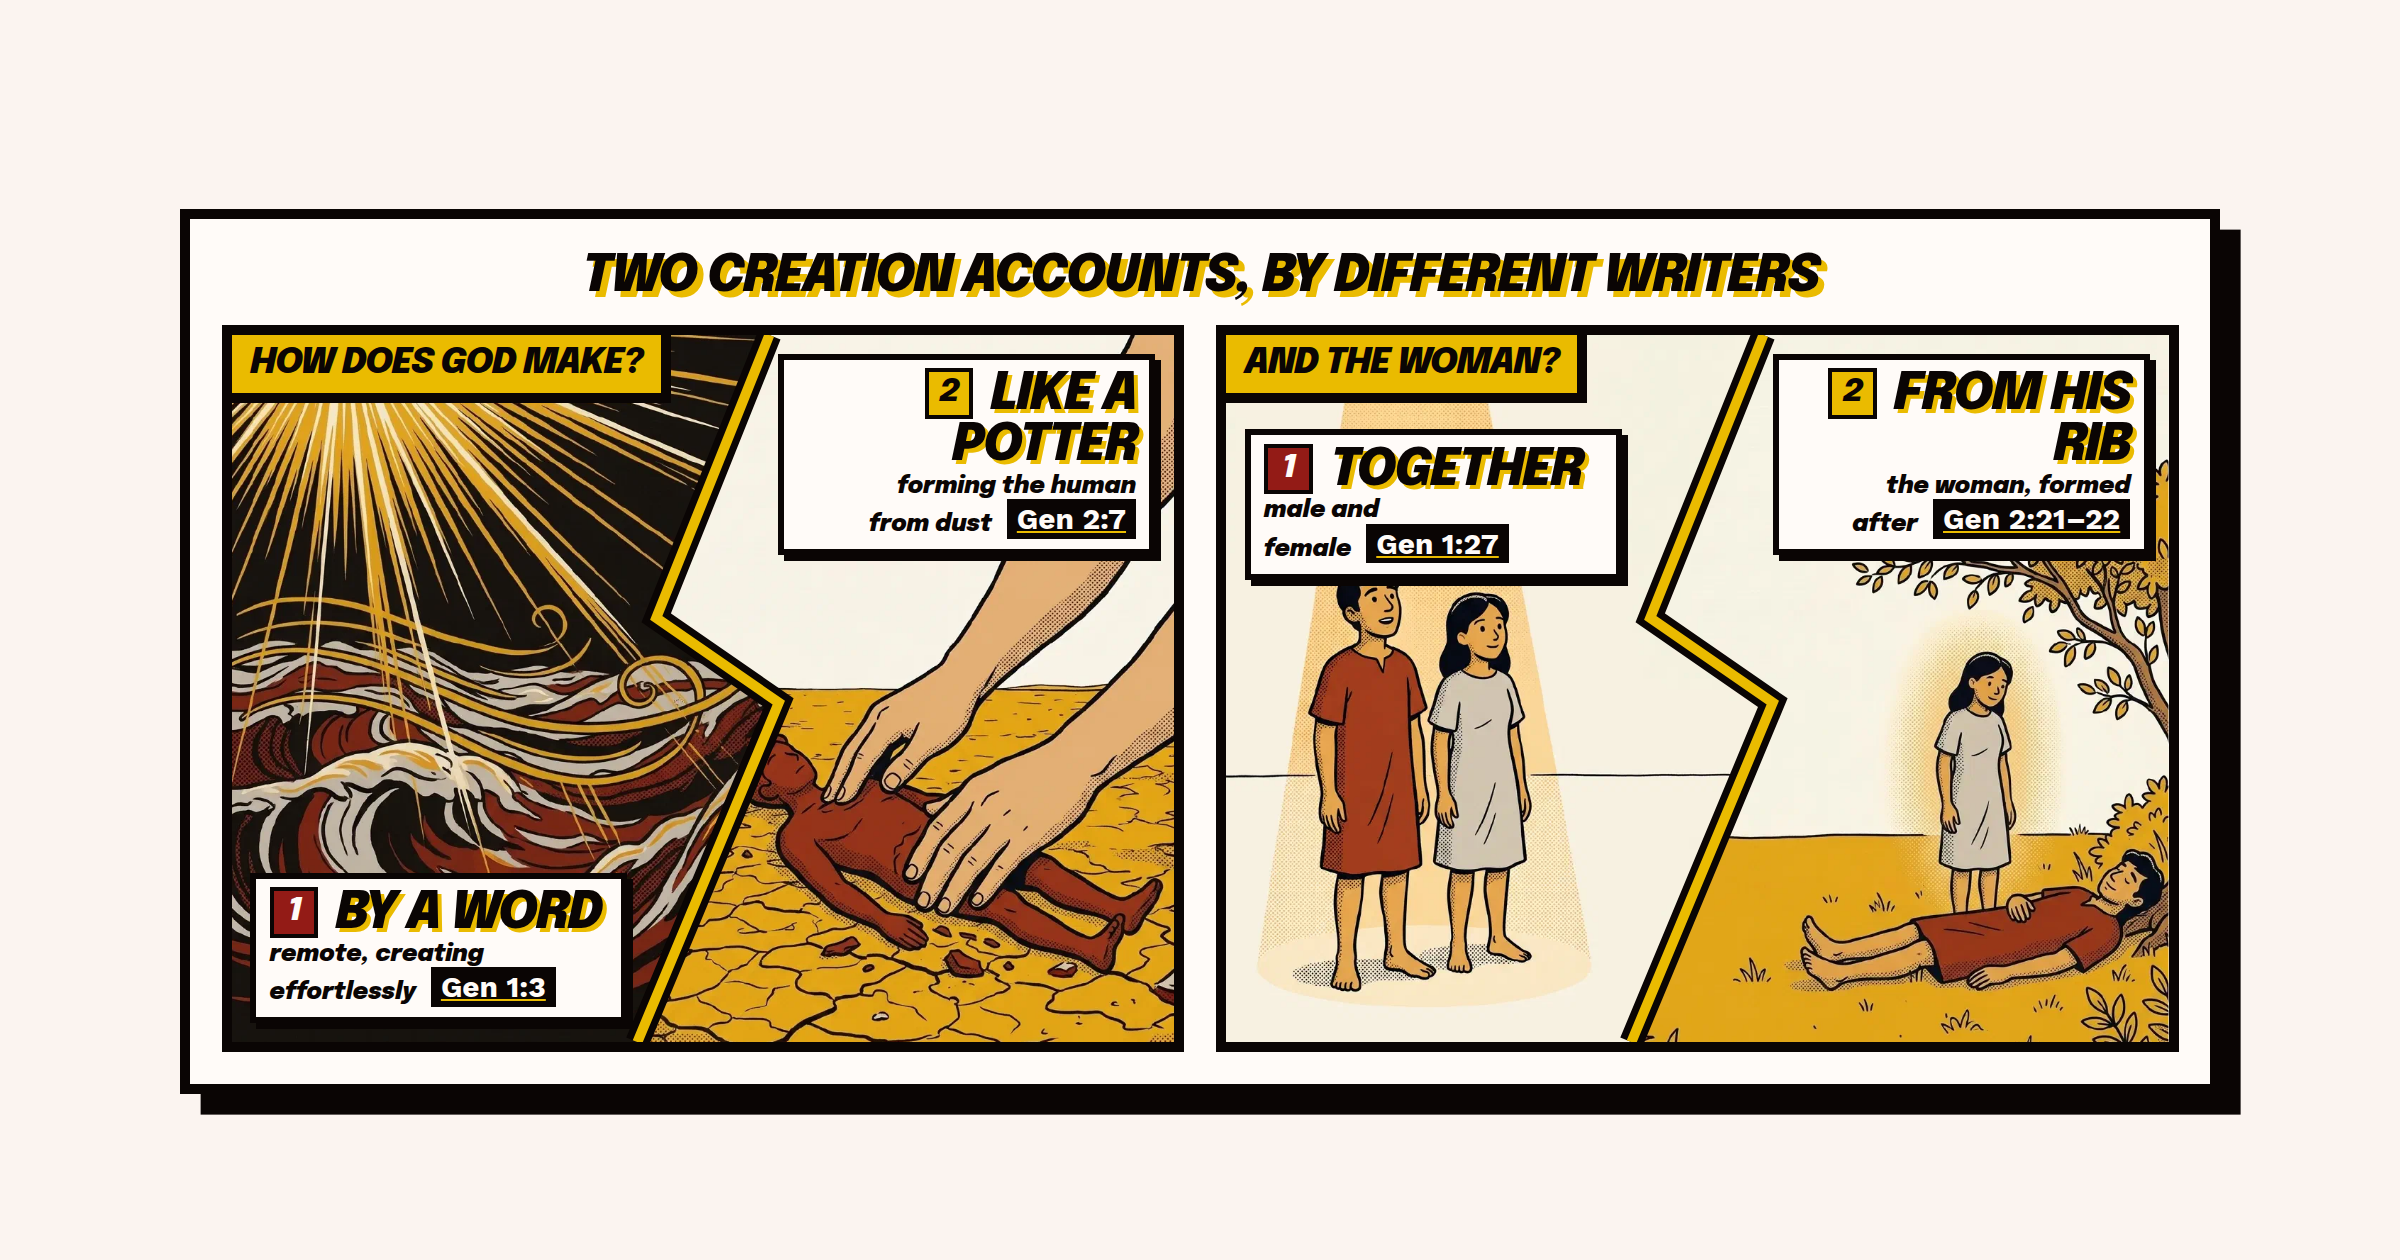 TWO CREATION ACCOUNTS, BY DIFFERENT WRITERS
HOW DOES GOD MAKE?
2 LIKE A
POTTER
forming the human
from dust Gen 2:7
1 BY A WORD
remote, creating
effortlessly Gen 1:3
AND THE WOMAN?
1 TOGETHER
male and
female Gen 1:27
2 FROM HIS
RIB
the woman, formed
after Gen 2:21–22